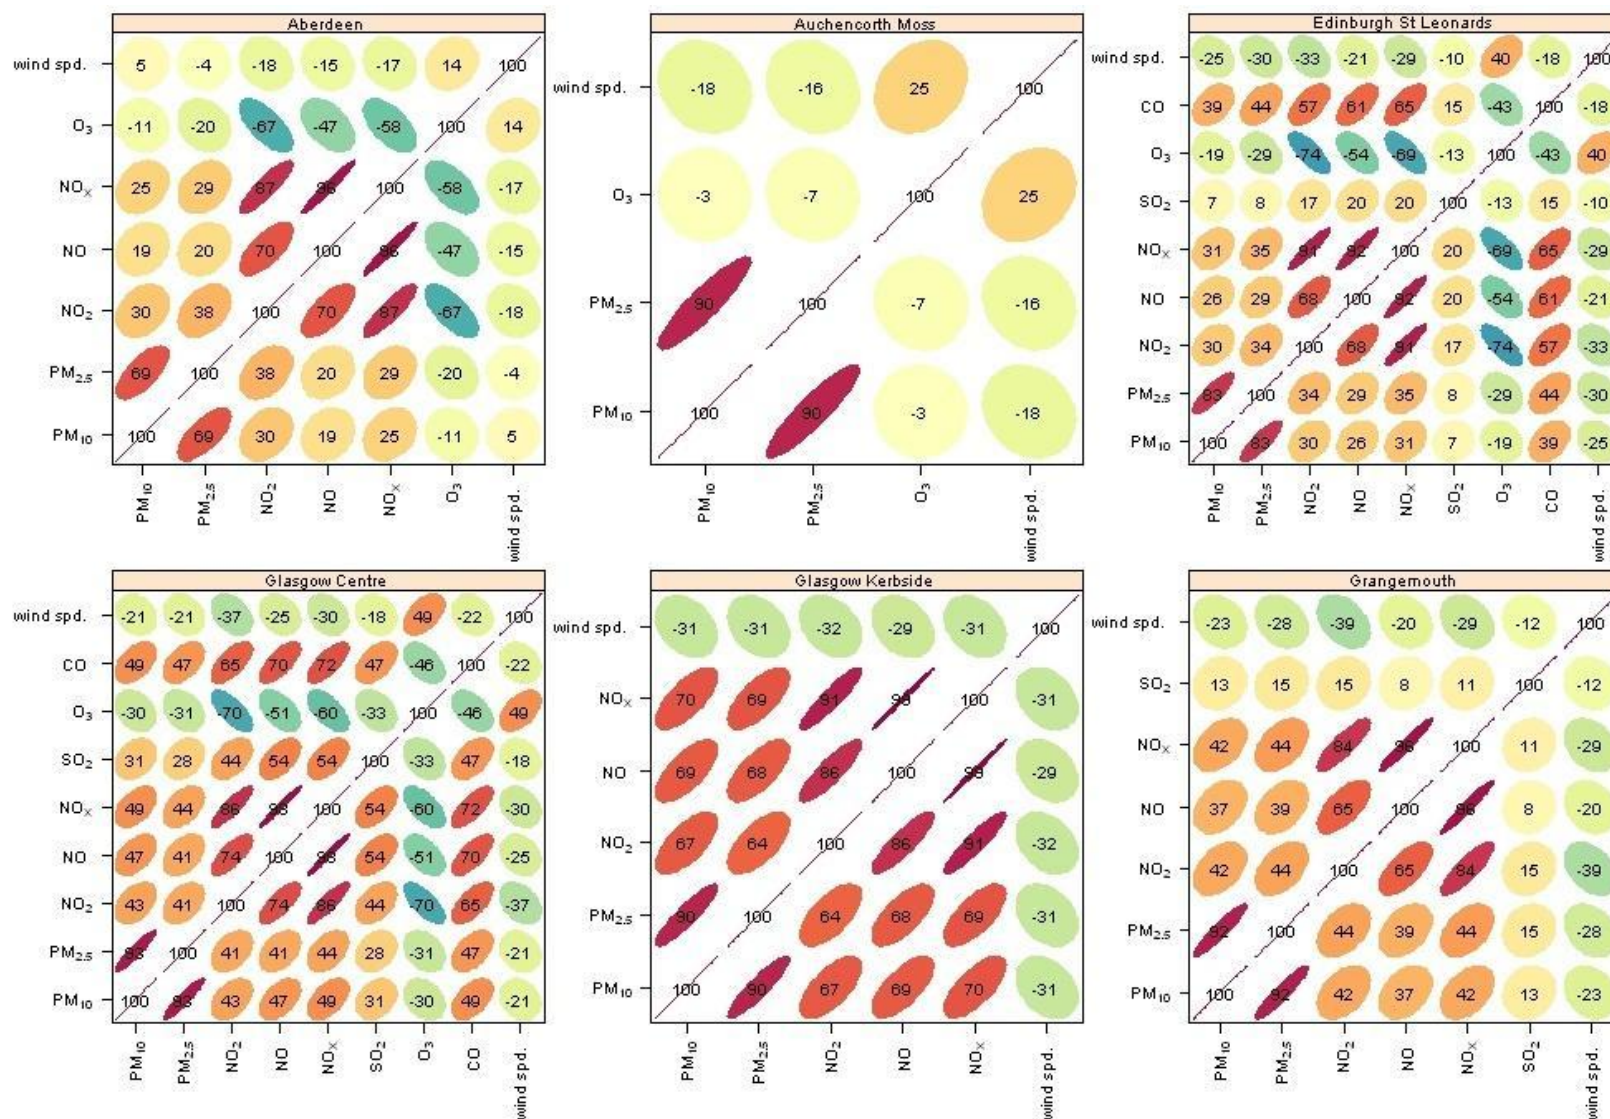 Aberdeen
wind spd. 5 -4 -18 -15 -17 14 100
O₃ -11 -20 -67 -47 -58 100 14
NOₓ 25 29 87 96 100 -58 -17
NO 19 20 70 100 96 -47 -15
NO₂ 30 38 100 70 87 -67 -18
PM₂.₅ 69 100 38 20 29 -20 -4
PM₁₀ 100 69 30 19 25 -11 5
PM₁₀ PM₂.₅ NO₂ NO NOₓ O₃ wind spd.
Auchencorth Moss
wind spd. -18 -16 25 100
O₃ -3 -7 100 25
PM₂.₅ 90 100 -7 -16
PM₁₀ 100 90 -3 -18
PM₁₀ PM₂.₅ O₃ wind spd.
Edinburgh St Leonards
wind spd. -25 -30 -33 -21 -29 -10 40 -18 100
CO 39 44 57 61 65 15 -43 100 -18
O₃ -19 -29 -74 -54 -69 -13 100 -43 40
SO₂ 7 8 17 20 20 100 -13 15 -10
NOₓ 31 35 91 92 100 20 -69 65 -29
NO 26 29 68 100 92 20 -54 61 -21
NO₂ 30 34 100 68 91 17 -74 57 -33
PM₂.₅ 83 100 34 29 35 8 -29 44 -30
PM₁₀ 100 83 30 26 31 7 -19 39 -25
PM₁₀ PM₂.₅ NO₂ NO NOₓ SO₂ O₃ CO wind spd.
Glasgow Centre
wind spd. -21 -21 -37 -25 -30 -18 49 -22 100
CO 49 47 65 70 72 47 -46 100 -22
O₃ -30 -31 -70 -51 -60 -33 100 -46 49
SO₂ 31 28 44 54 54 100 -33 47 -18
NOₓ 49 44 86 98 100 54 -60 72 -30
NO 47 41 74 100 98 54 -51 70 -25
NO₂ 43 41 100 74 86 44 -70 65 -37
PM₂.₅ 93 100 41 41 44 28 -31 47 -21
PM₁₀ 100 93 43 47 49 31 -30 49 -21
PM₁₀ PM₂.₅ NO₂ NO NOₓ SO₂ O₃ CO wind spd.
Glasgow Kerbside
wind spd. -31 -31 -32 -29 -31 100
NOₓ 70 69 91 99 100 -31
NO 69 68 86 100 99 -29
NO₂ 67 64 100 86 91 -32
PM₂.₅ 90 100 64 68 69 -31
PM₁₀ 100 90 67 69 70 -31
PM₁₀ PM₂.₅ NO₂ NO NOₓ wind spd.
Grangemouth
wind spd. -23 -28 -39 -20 -29 -12 100
SO₂ 13 15 15 8 11 100 -12
NOₓ 42 44 84 96 100 11 -29
NO 37 39 65 100 96 8 -20
NO₂ 42 44 100 65 84 15 -39
PM₂.₅ 92 100 44 39 44 15 -28
PM₁₀ 100 92 42 37 42 13 -23
PM₁₀ PM₂.₅ NO₂ NO NOₓ SO₂ wind spd.